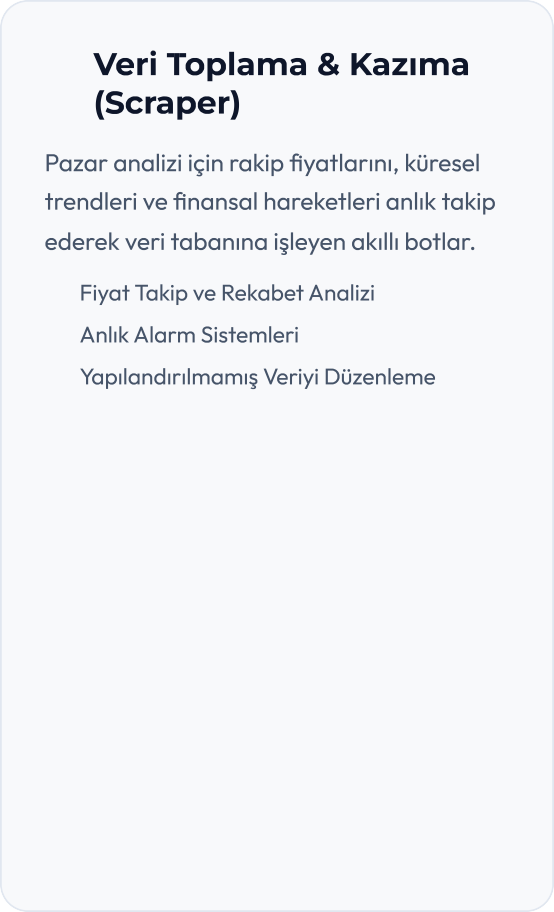 Veri Toplama & Kazıma
(Scraper)
Pazar analizi için rakip fiyatlarını, küresel
trendleri ve finansal hareketleri anlık takip
ederek veri tabanına işleyen akıllı botlar.
Fiyat Takip ve Rekabet Analizi
Anlık Alarm Sistemleri
Yapılandırılmamış Veriyi Düzenleme